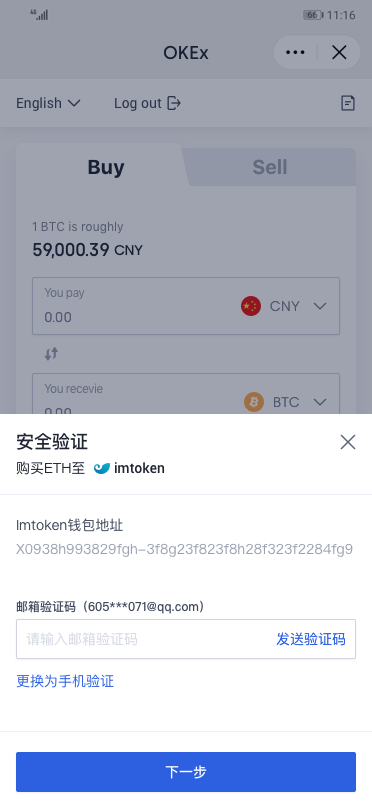 46
66
11:16
OKEx
English
Log out
Buy
Sell
1 BTC is roughly
59,000.39 CNY
You pay
0.00
CNY
You recevie
0.00
BTC
安全验证
购买ETH至 imtoken
Imtoken钱包地址
X0938h993829fgh-3f8g23f823f8h28f323f2284fg9
邮箱验证码（605***071@qq.com）
请输入邮箱验证码
发送验证码
更换为手机验证
下一步